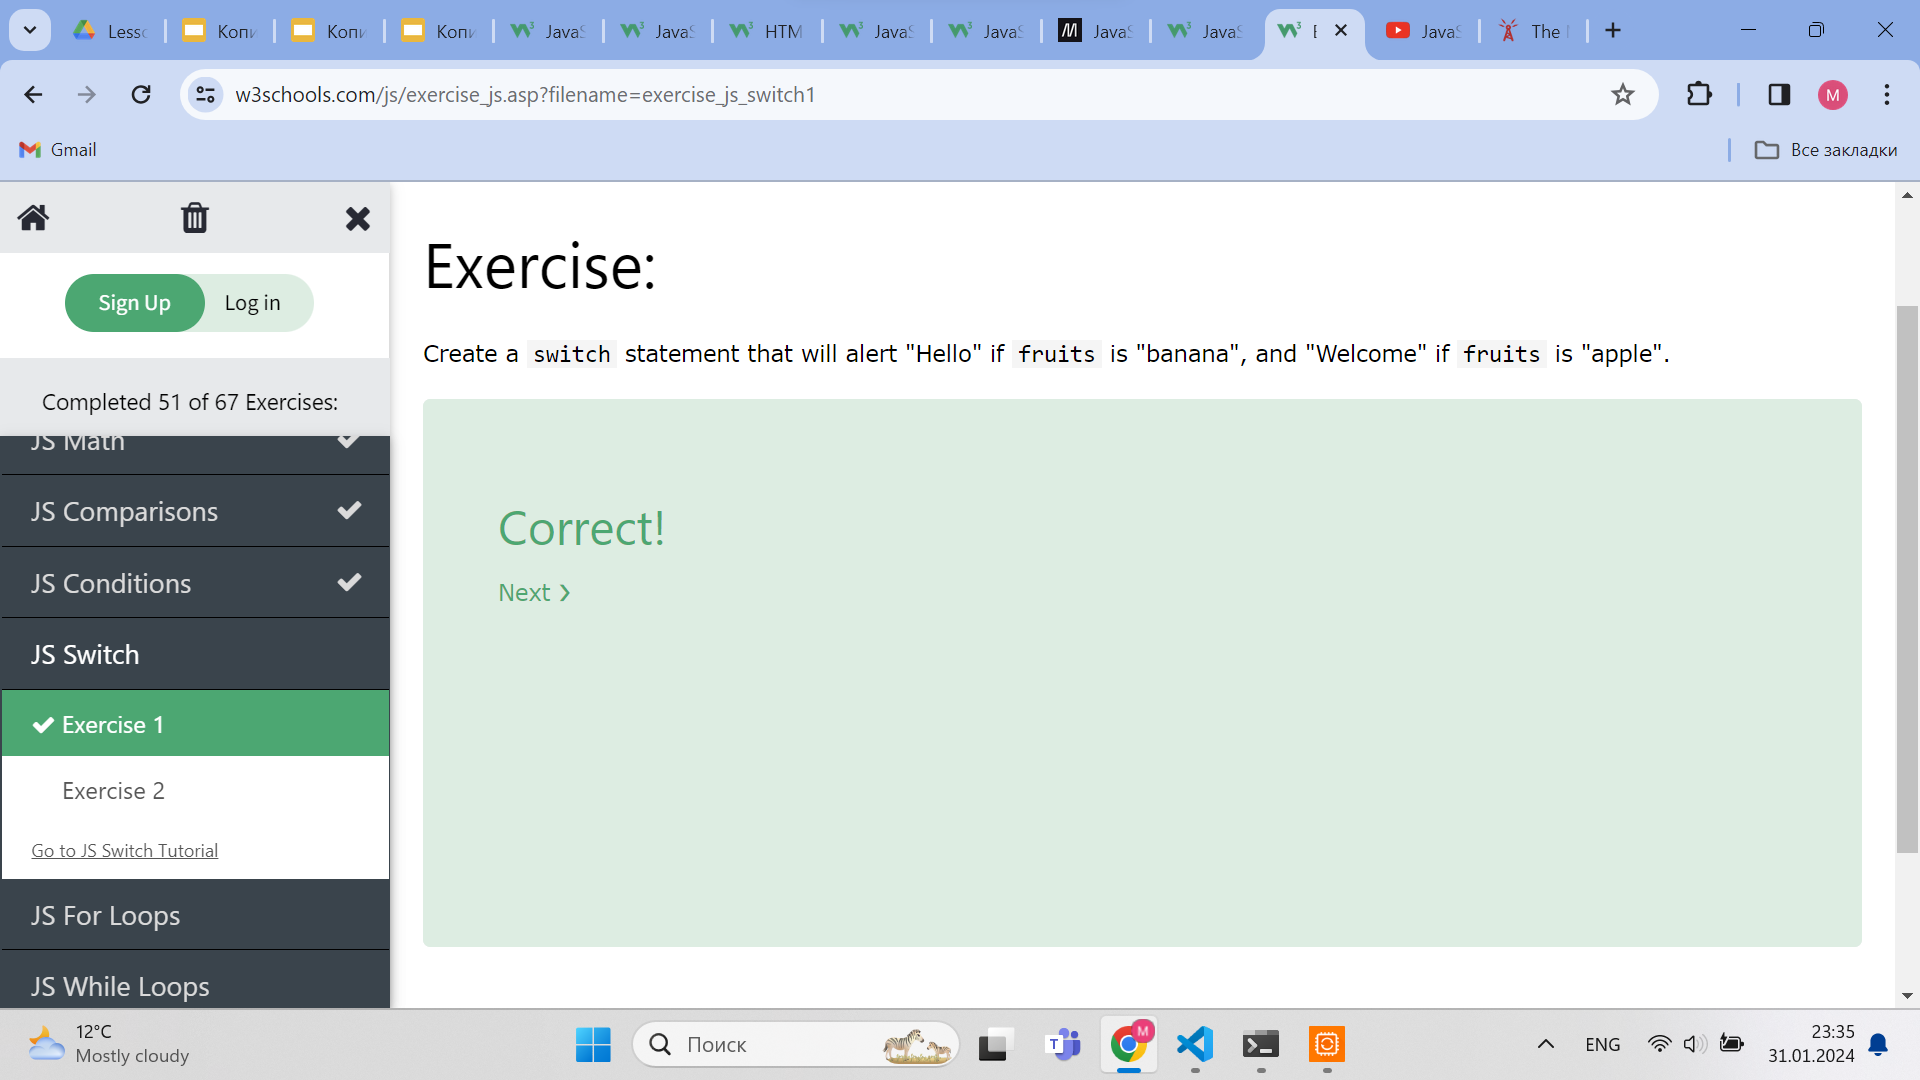 Lesso
Копи
Копи
Копи
JavaS
JavaS
HTM
JavaS
JavaS
JavaS
JavaS
E
JavaS
The
w3schools.com/js/exercise_js.asp?filename=exercise_js_switch1
M
Gmail
Все закладки
Sign Up
Log in
Completed 51 of 67 Exercises:
JS Math
JS Comparisons
JS Conditions
JS Switch
Exercise 1
Exercise 2
Go to JS Switch Tutorial
JS For Loops
JS While Loops
Exercise:
Create a switch statement that will alert "Hello" if fruits is "banana", and "Welcome" if fruits is "apple".
Correct!
Next ❯
12°C
Mostly cloudy
Поиск
ENG
23:35
31.01.2024